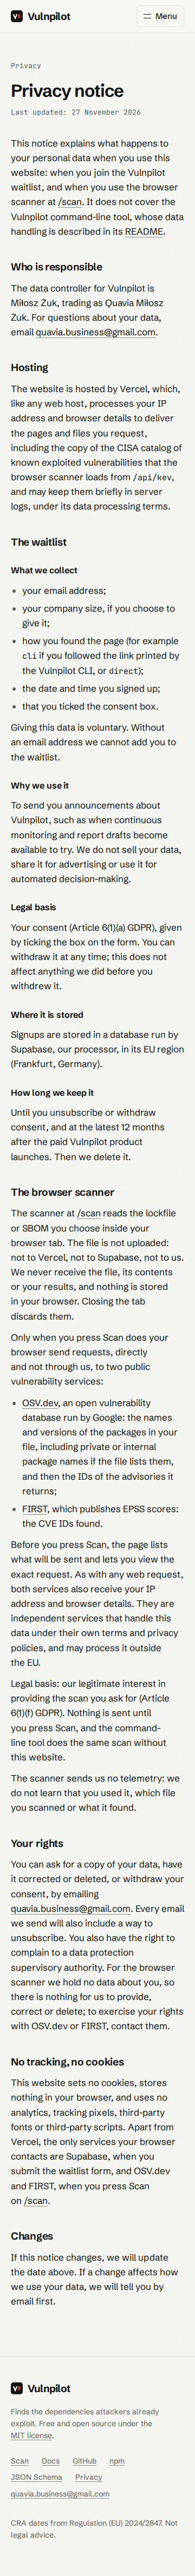 Vulnpilot
Menu
Privacy
Privacy notice
Last updated: 27 November 2026
This notice explains what happens to
your personal data when you use this
website: when you join the Vulnpilot
waitlist, and when you use the browser
scanner at /scan. It does not cover the
Vulnpilot command-line tool, whose data
handling is described in its README.
Who is responsible
The data controller for Vulnpilot is
Miłosz Żuk, trading as Quavia Miłosz
Żuk. For questions about your data,
email quavia.business@gmail.com.
Hosting
The website is hosted by Vercel, which,
like any web host, processes your IP
address and browser details to deliver
the pages and files you request,
including the copy of the CISA catalog of
known exploited vulnerabilities that the
browser scanner loads from /api/kev,
and may keep them briefly in server
logs, under its data processing terms.
The waitlist
What we collect
• your email address;
• your company size, if you choose to
give it;
• how you found the page (for example
cli if you followed the link printed by
the Vulnpilot CLI, or direct);
• the date and time you signed up;
• that you ticked the consent box.
Giving this data is voluntary. Without
an email address we cannot add you to
the waitlist.
Why we use it
To send you announcements about
Vulnpilot, such as when continuous
monitoring and report drafts become
available to try. We do not sell your data,
share it for advertising or use it for
automated decision-making.
Legal basis
Your consent (Article 6(1)(a) GDPR), given
by ticking the box on the form. You can
withdraw it at any time; this does not
affect anything we did before you
withdrew it.
Where it is stored
Signups are stored in a database run by
Supabase, our processor, in its EU region
(Frankfurt, Germany).
How long we keep it
Until you unsubscribe or withdraw
consent, and at the latest 12 months
after the paid Vulnpilot product
launches. Then we delete it.
The browser scanner
The scanner at /scan reads the lockfile
or SBOM you choose inside your
browser tab. The file is not uploaded:
not to Vercel, not to Supabase, not to us.
We never receive the file, its contents
or your results, and nothing is stored
in your browser. Closing the tab
discards them.
Only when you press Scan does your
browser send requests, directly
and not through us, to two public
vulnerability services:
• OSV.dev, an open vulnerability
database run by Google: the names
and versions of the packages in your
file, including private or internal
package names if the file lists them,
and then the IDs of the advisories it
returns;
• FIRST, which publishes EPSS scores:
the CVE IDs found.
Before you press Scan, the page lists
what will be sent and lets you view the
exact request. As with any web request,
both services also receive your IP
address and browser details. They are
independent services that handle this
data under their own terms and privacy
policies, and may process it outside
the EU.
Legal basis: our legitimate interest in
providing the scan you ask for (Article
6(1)(f) GDPR). Nothing is sent until
you press Scan, and the command-
line tool does the same scan without
this website.
The scanner sends us no telemetry: we
do not learn that you used it, which file
you scanned or what it found.
Your rights
You can ask for a copy of your data, have
it corrected or deleted, or withdraw your
consent, by emailing
quavia.business@gmail.com. Every email
we send will also include a way to
unsubscribe. You also have the right to
complain to a data protection
supervisory authority. For the browser
scanner we hold no data about you, so
there is nothing for us to provide,
correct or delete; to exercise your rights
with OSV.dev or FIRST, contact them.
No tracking, no cookies
This website sets no cookies, stores
nothing in your browser, and uses no
analytics, tracking pixels, third-party
fonts or third-party scripts. Apart from
Vercel, the only services your browser
contacts are Supabase, when you
submit the waitlist form, and OSV.dev
and FIRST, when you press Scan
on /scan.
Changes
If this notice changes, we will update
the date above. If a change affects how
we use your data, we will tell you by
email first.
Vulnpilot
Finds the dependencies attackers already
exploit. Free and open source under the
MIT license.
Scan Docs GitHub npm
JSON Schema Privacy
quavia.business@gmail.com
CRA dates from Regulation (EU) 2024/2847. Not
legal advice.